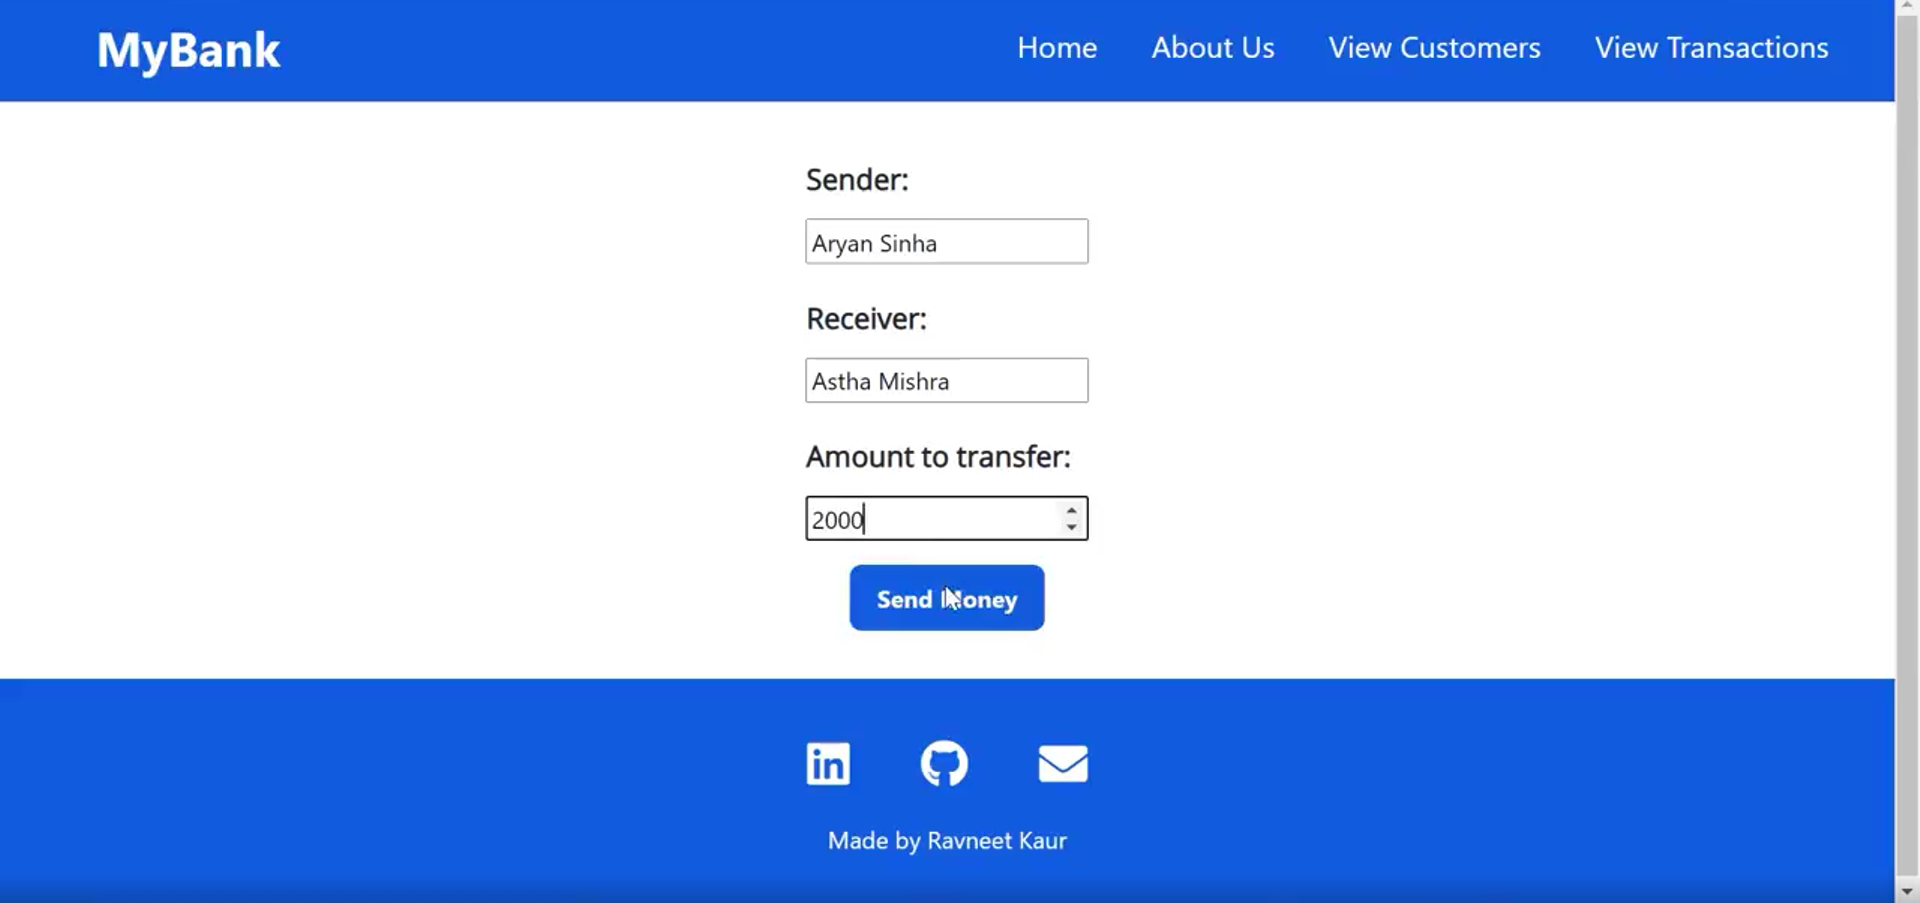 MyBank
Home About Us View Customers View Transactions
Sender:
Aryan Sinha
Receiver:
Astha Mishra
Amount to transfer:
2000
Send Money
in
Made by Ravneet Kaur